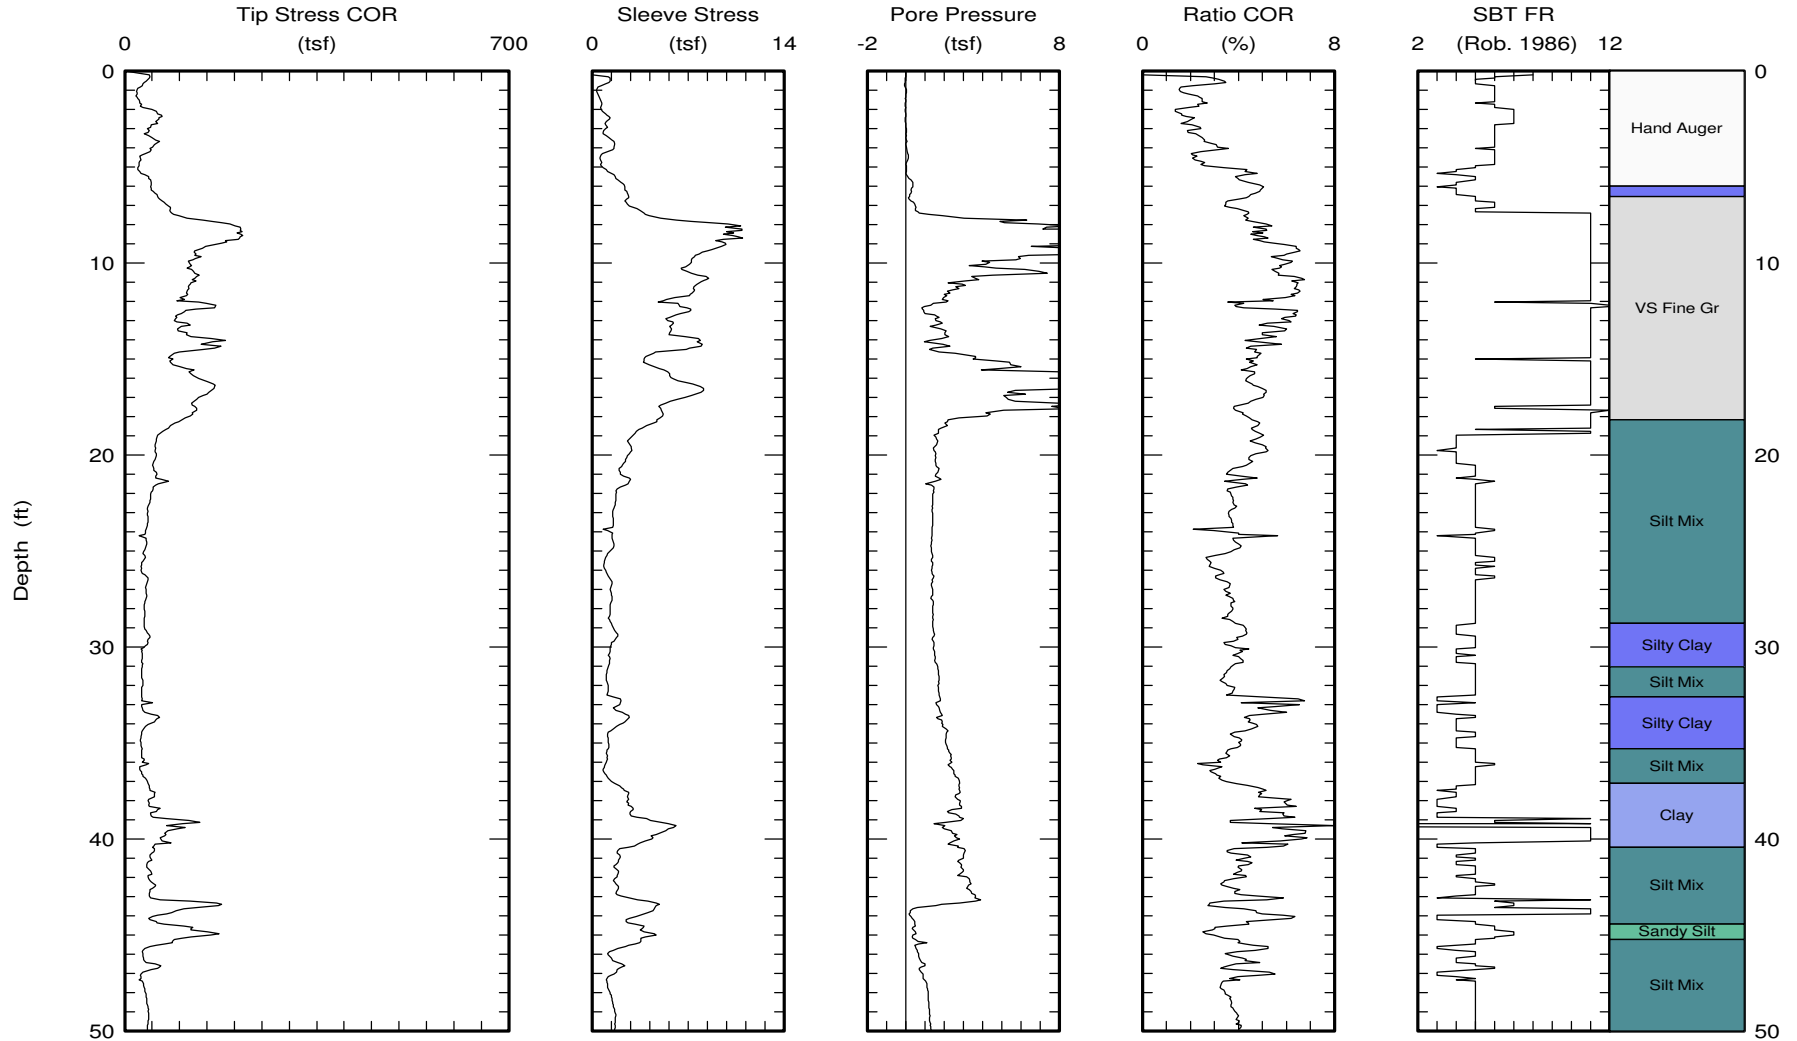 Tip Stress COR Sleeve Stress Pore Pressure Ratio COR SBT FR
0 (tsf) 700 0 (tsf) 14 -2 (tsf) 8 0 (%) 8 2 (Rob. 1986) 12
0 0
Hand Auger
10 10
VS Fine Gr
20 20
Silt Mix
Depth (ft)
30 Silty Clay 30
Silt Mix
Silty Clay
Silt Mix
Clay
40 40
Silt Mix
Sandy Silt
Silt Mix
50 50